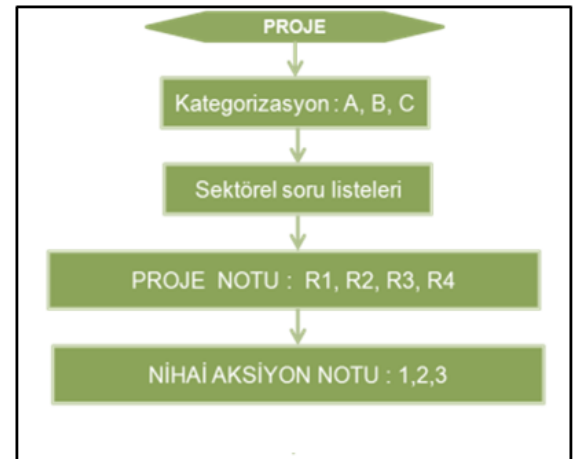 PROJE
Kategorizasyon : A, B, C
Sektörel soru listeleri
PROJE NOTU : R1, R2, R3, R4
NİHAİ AKSİYON NOTU : 1,2,3